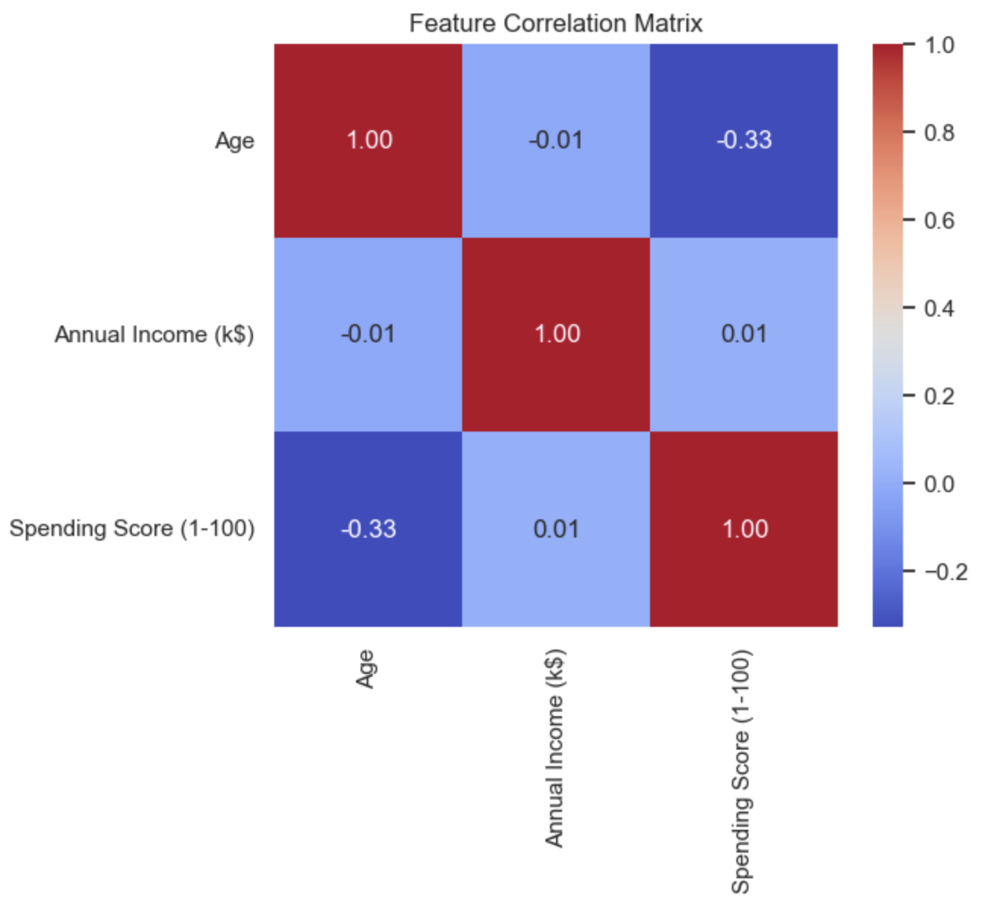 Feature Correlation Matrix
Age 1.00 -0.01 -0.33
Annual Income (k$) -0.01 1.00 0.01
Spending Score (1-100) -0.33 0.01 1.00
Age
Annual Income (k$)
Spending Score (1-100)
1.0
0.8
0.6
0.4
0.2
0.0
−0.2